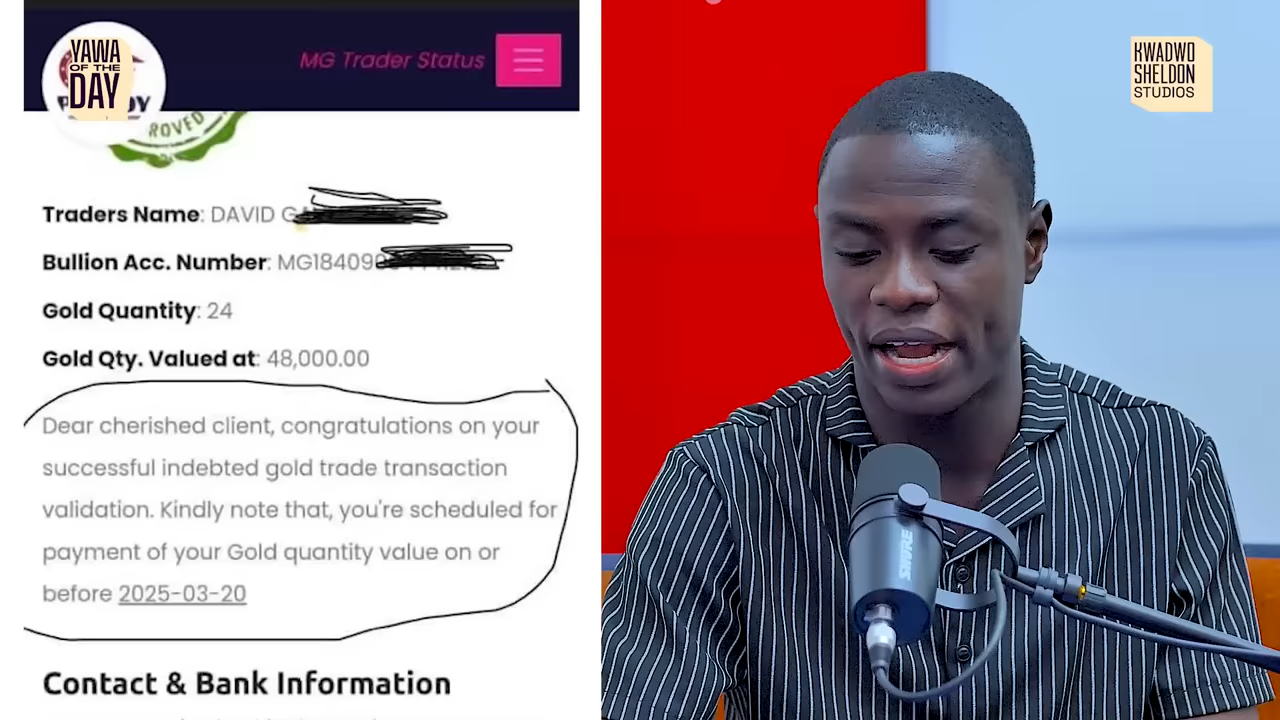 YAWA
OF THE
DAY
MG Trader Status
KWADWO
SHELDON
STUDIOS
ROVED
Traders Name: DAVID
Bullion Acc. Number: MG18409
Gold Quantity: 24
Gold Qty. Valued at: 48,000.00
Dear cherished client, congratulations on your
successful indebted gold trade transaction
validation. Kindly note that, you're scheduled for
payment of your Gold quantity value on or
before 2025-03-20
Contact & Bank Information
SHURE